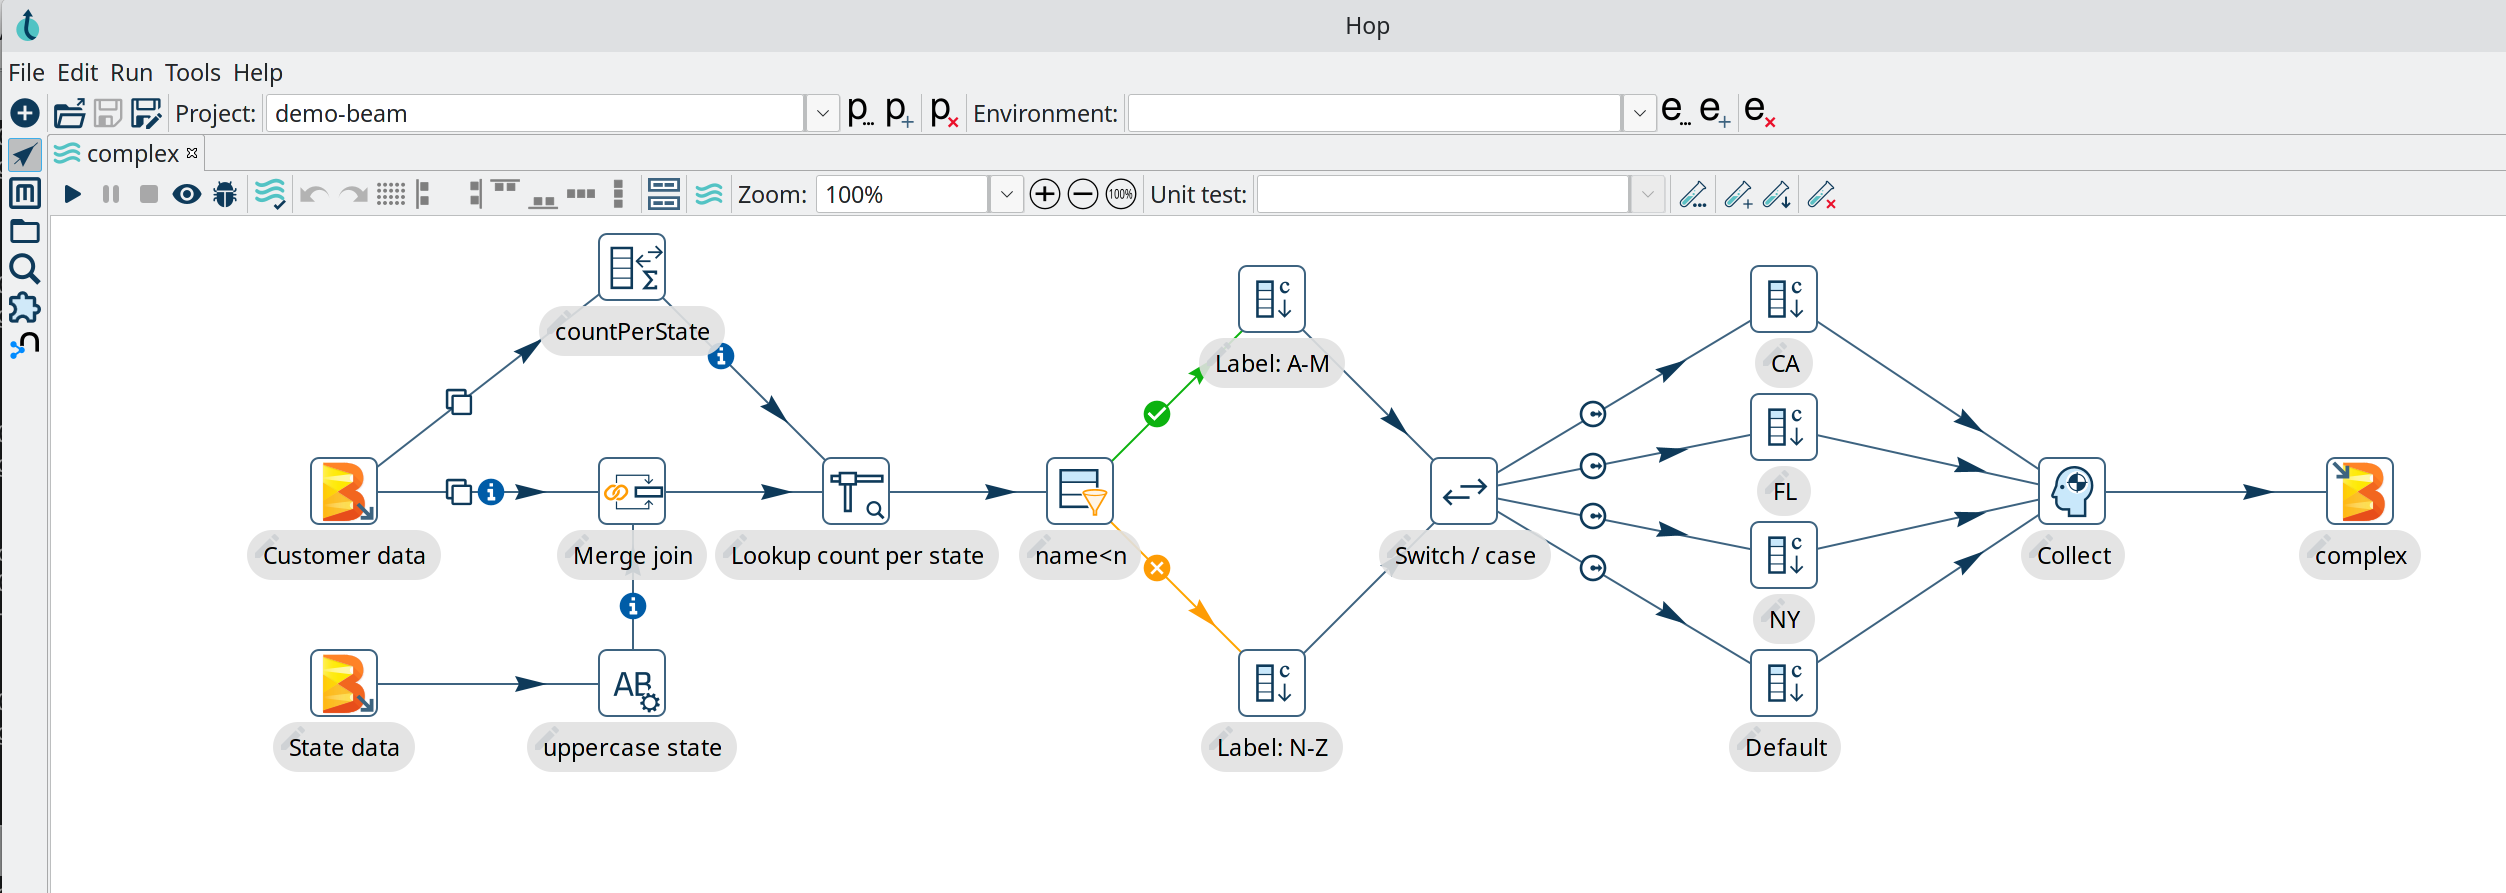 Hop
File Edit Run Tools Help
Project: demo-beam Environment:
complex
Zoom: 100% 100% Unit test:
countPerState
Label: A-M
CA
FL
Customer data
Merge join
Lookup count per state
name<n
Switch / case
Collect
complex
NY
State data
uppercase state
Label: N-Z
Default